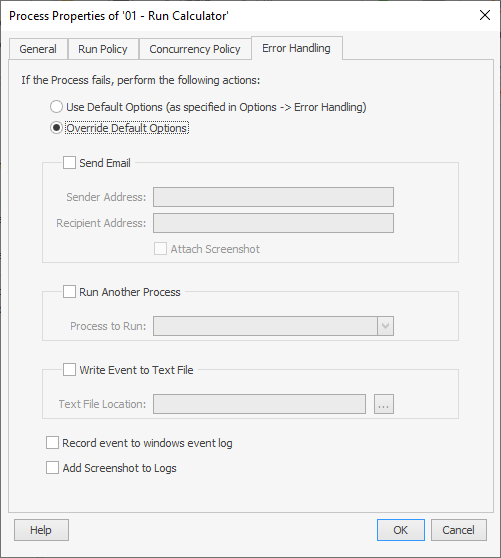 Process Properties of '01 - Run Calculator'
General Run Policy Concurrency Policy Error Handling
If the Process fails, perform the following actions:
Use Default Options (as specified in Options -> Error Handling)
Override Default Options
Send Email
Sender Address:
Recipient Address:
Attach Screenshot
Run Another Process
Process to Run:
Write Event to Text File
Text File Location: ...
Record event to windows event log
Add Screenshot to Logs
Help OK Cancel